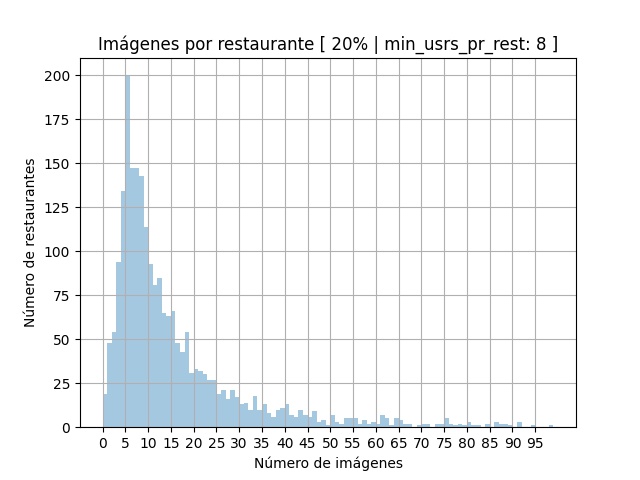 Imágenes por restaurante [ 20% | min_usrs_pr_rest: 8 ]
200
175
150
125
100
75
50
25
0
Número de restaurantes
0 5 10 15 20 25 30 35 40 45 50 55 60 65 70 75 80 85 90 95
Número de imágenes